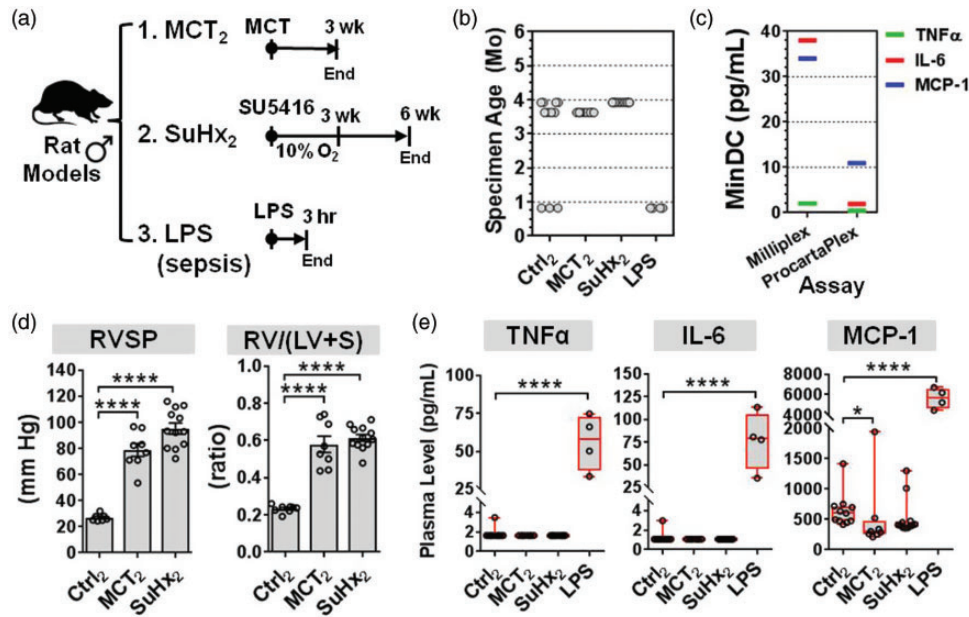 (a)
1. MCT2
MCT
3 wk
End
Rat ♂
Models
2. SuHx2
SU5416
3 wk
6 wk
10% O2
End
3. LPS
(sepsis)
LPS
3 hr
End
(b)
Specimen Age (Mo)
6
5
4
3
2
1
0
Ctrl2
MCT2
SuHx2
LPS
(c)
MinDC (pg/mL)
40
30
20
10
0
Milliplex
ProcartaPlex
Assay
TNFα
IL-6
MCP-1
(d)
RVSP
(mm Hg)
140
120
100
80
60
40
20
0
****
****
Ctrl2
MCT2
SuHx2
RV/(LV+S)
(ratio)
1.0
0.8
0.6
0.4
0.2
0.0
****
****
Ctrl2
MCT2
SuHx2
(e)
Plasma Level (pg/mL)
TNFα
100
75
50
25
6
4
2
0
****
Ctrl2
MCT2
SuHx2
LPS
IL-6
150
125
100
75
50
25
6
4
2
0
****
Ctrl2
MCT2
SuHx2
LPS
MCP-1
8000
6000
4000
2000
1500
1000
500
0
****
*
Ctrl2
MCT2
SuHx2
LPS